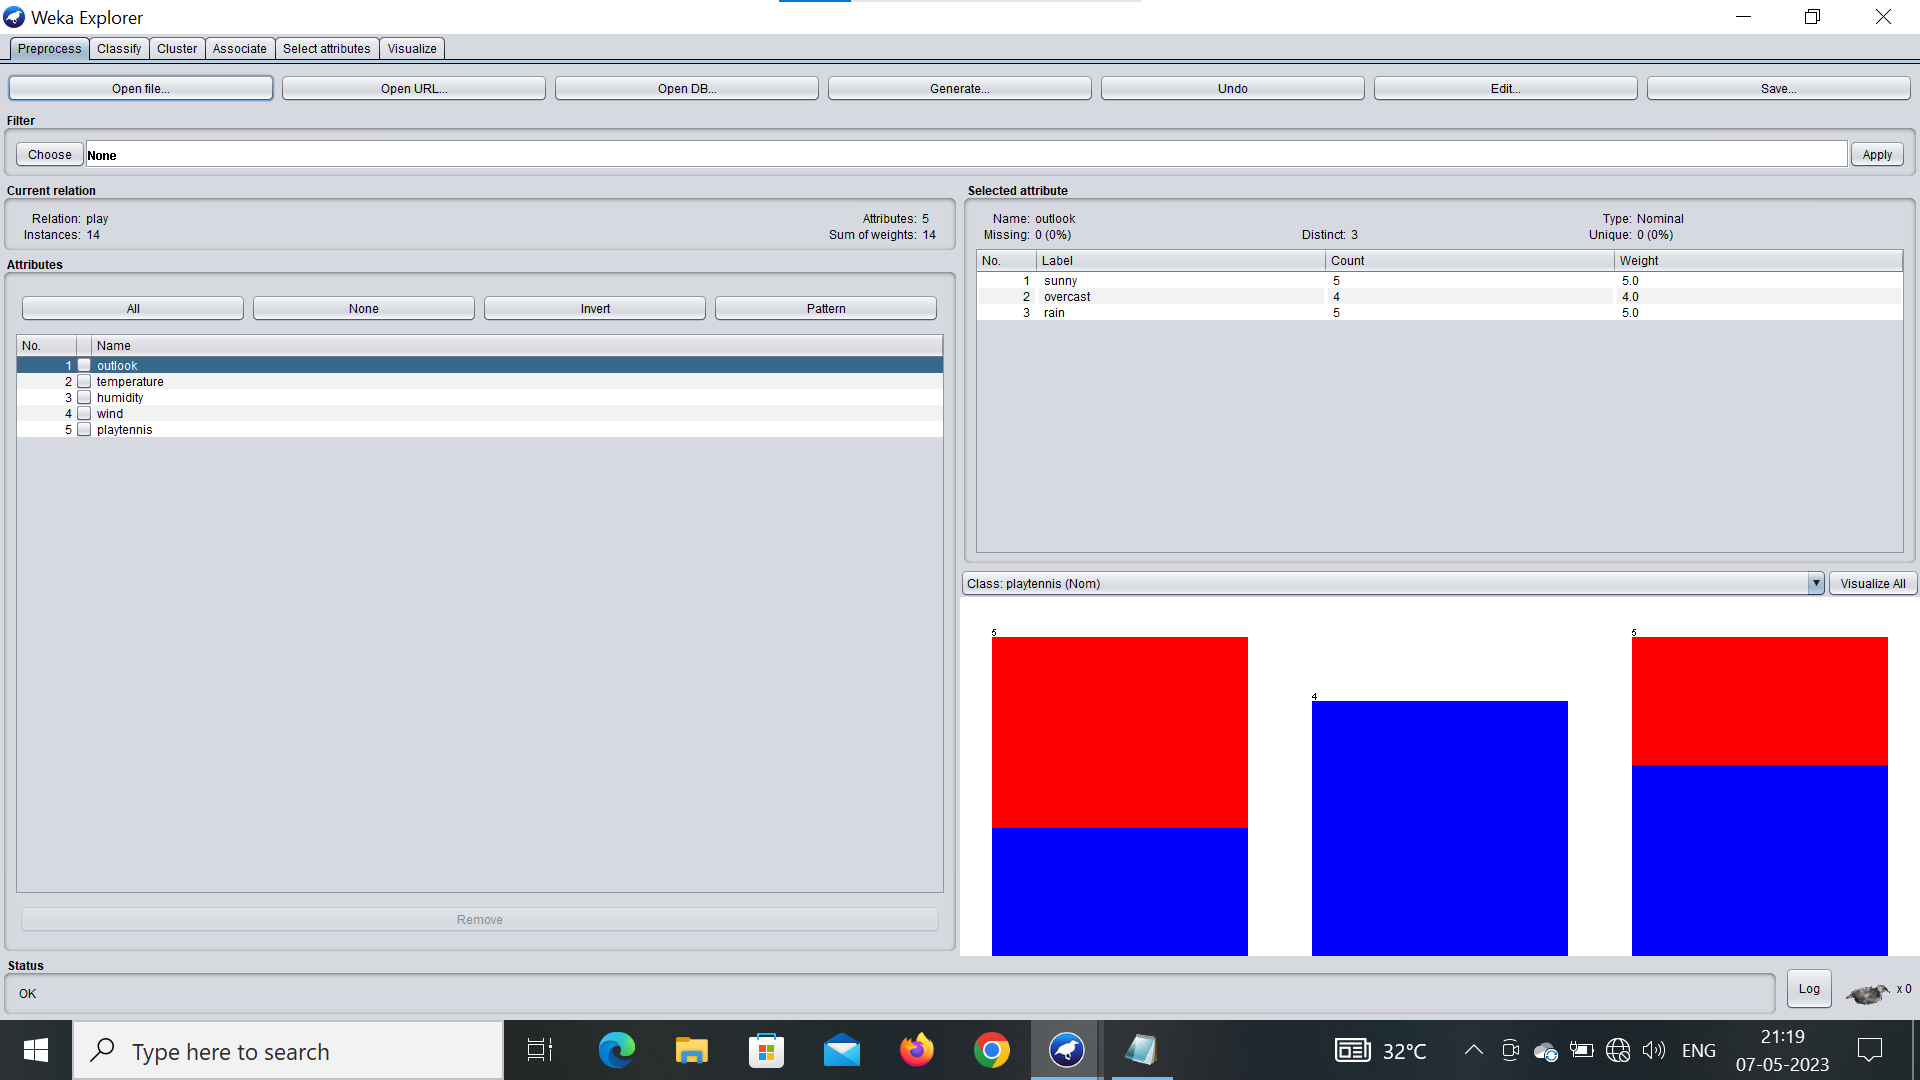 Weka Explorer
Preprocess Classify Cluster Associate Select attributes Visualize
Open file... Open URL... Open DB... Generate... Undo Edit... Save...
Filter
Choose None Apply
Current relation
Relation: play Attributes: 5
Instances: 14 Sum of weights: 14
Attributes
All None Invert Pattern
No. Name
1 outlook
2 temperature
3 humidity
4 wind
5 playtennis
Remove
Selected attribute
Name: outlook Type: Nominal
Missing: 0 (0%) Distinct: 3 Unique: 0 (0%)
No. Label Count Weight
1 sunny 5 5.0
2 overcast 4 4.0
3 rain 5 5.0
Class: playtennis (Nom) Visualize All
5 4 5
Status
OK Log x 0
Type here to search 32°C ENG 21:19
07-05-2023